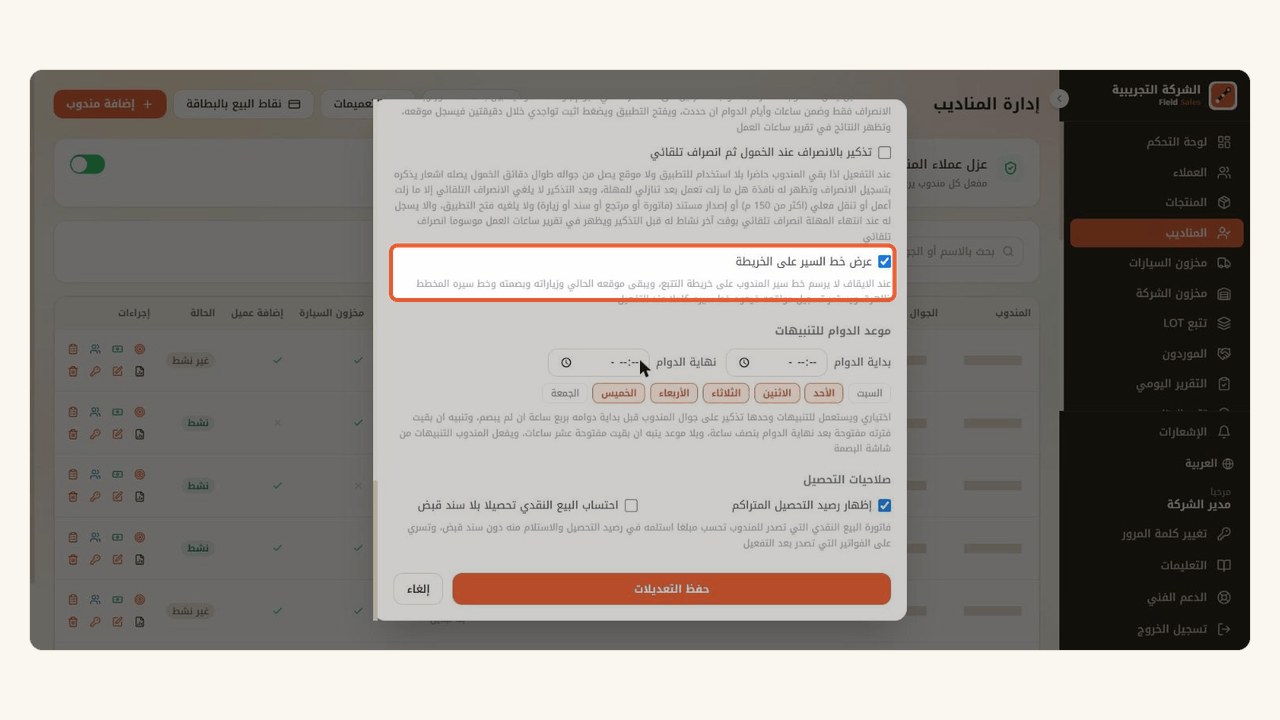 الشركة التجريبية
Field Sales
لوحة التحكم
العملاء
المنتجات
المناديب
مخزون السيارات
مخزون الشركة
تتبع LOT
الموردون
التقرير اليومي
الإشعارات
العربية
مرحباً
مدير الشركة
تغيير كلمة المرور
التعليمات
الدعم الفني
تسجيل الخروج
إدارة المناديب
نقاط البيع بالبطاقة
+ إضافة مندوب
عزل عملاء
مفعل كل مندوب
بحث بالاسم أو
المندوب
الجوال
مخزون السيارة
إضافة عميل
الحالة
إجراءات
غير نشط
نشط
نشط
نشط
غير نشط
الانصراف فقط وضمن ساعات وأيام الدوام ان حددت، ويفتح التطبيق ويضغط اثبت تواجدي خلال دقيقتين فيسجل موقعه،
وتظهر النتائج في تقرير ساعات العمل
تذكير بالانصراف عند الخمول ثم انصراف تلقائي
عند التفعيل اذا بقي المندوب حاضرا بلا استخدام للتطبيق ولا موقع يصل من جواله طوال دقائق الخمول يصله اشعار يذكره
بتسجيل الانصراف وتظهر له نافذة هل ما زلت تعمل بعد تنازلي للمهلة، وبعد التذكير لا يلغي الانصراف التلقائي إلا ما زلت
أعمل أو تنقل فعلي (اكثر من 150 م) أو إصدار مستند (فاتورة أو مرتجع أو سند أو زيارة) ولا يلغيه فتح التطبيق، والا يسجل
له عند انتهاء المهلة انصراف تلقائي بوقت آخر نشاط له قبل التذكير ويظهر في تقرير ساعات العمل موسوما انصراف
تلقائي
عرض خط السير على الخريطة
عند الايقاف لا يرسم خط سير المندوب على خريطة التتبع، ويبقى موقعه الحالي وزياراته وبصمته وخط سيره المخطط
موعد الدوام للتنبيهات
بداية الدوام --:-- -
نهاية الدوام --:-- -
السبت
الأحد
الاثنين
الثلاثاء
الأربعاء
الخميس
الجمعة
اختياري ويستعمل للتنبيهات وحدها تذكير على جوال المندوب قبل بداية دوامه بربع ساعة ان لم يبصم، وتنبيه ان بقيت
فترته مفتوحة بعد نهاية الدوام بنصف ساعة، وبلا موعد ينبه ان بقيت مفتوحة عشر ساعات، ويفعل المندوب التنبيهات من
شاشة البصمة
صلاحيات التحصيل
إظهار رصيد التحصيل المتراكم
احتساب البيع النقدي تحصيلا بلا سند قبض
فاتورة البيع النقدي التي تصدر للمندوب تحسب مبلغا استلمه في رصيد التحصيل والاستلام منه دون سند قبض، وتسري
على الفواتير التي تصدر بعد التفعيل
حفظ التعديلات
إلغاء